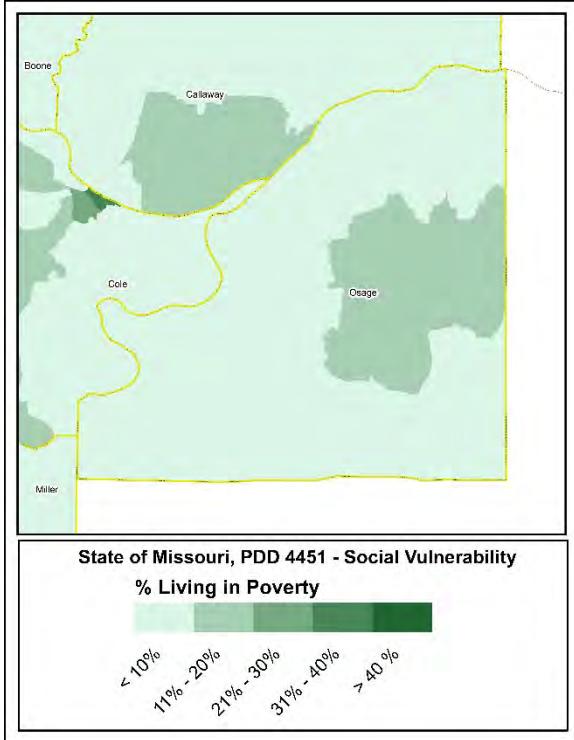 Boone
Callaway
Cole
Osage
Miller
State of Missouri, PDD 4451 - Social Vulnerability
% Living in Poverty
< 10%
11% - 20%
21% - 30%
31% - 40%
> 40 %